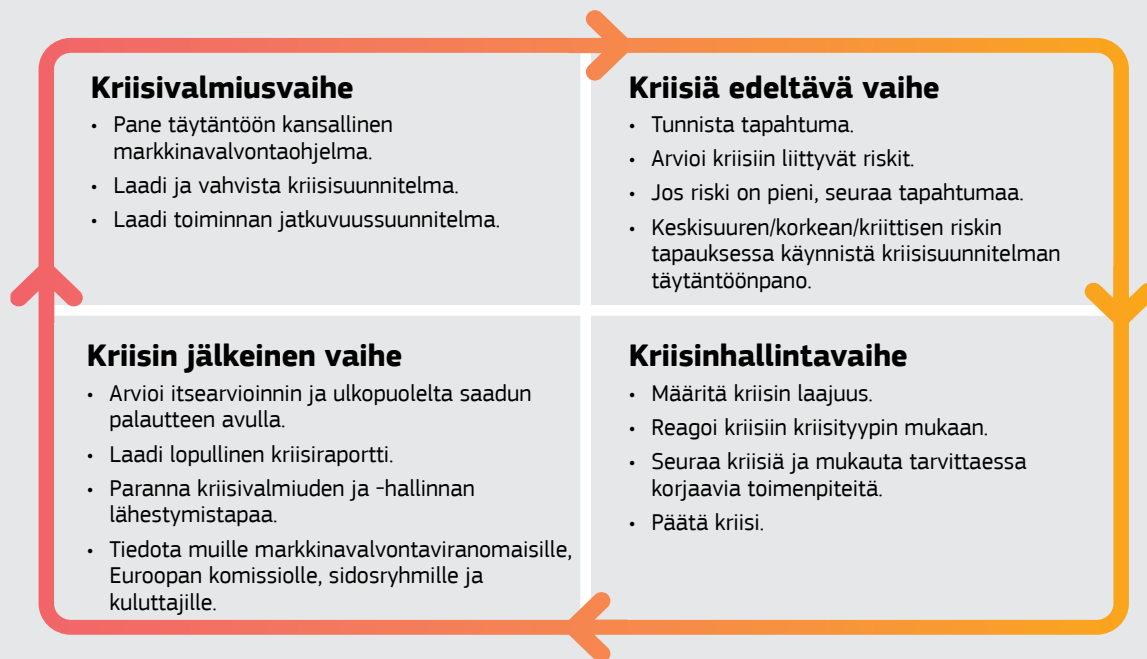 Kriisivalmiusvaihe
• Pane täytäntöön kansallinen
markkinavalvontaohjelma.
• Laadi ja vahvista kriisisuunnitelma.
• Laadi toiminnan jatkuvuussuunnitelma.
Kriisiä edeltävä vaihe
• Tunnista tapahtuma.
• Arvioi kriisiin liittyvät riskit.
• Jos riski on pieni, seuraa tapahtumaa.
• Keskisuuren/korkean/kriittisen riskin
tapauksessa käynnistä kriisisuunnitelman
täytäntöönpano.
Kriisin jälkeinen vaihe
• Arvioi itsearvioinnin ja ulkopuolelta saadun
palautteen avulla.
• Laadi lopullinen kriisiraportti.
• Paranna kriisivalmiuden ja -hallinnan
lähestymistapaa.
• Tiedota muille markkinavalvontaviranomaisille,
Euroopan komissiolle, sidosryhmille ja
kuluttajille.
Kriisinhallintavaihe
• Määritä kriisin laajuus.
• Reagoi kriisiin kriisityypin mukaan.
• Seuraa kriisiä ja mukauta tarvittaessa
korjaavia toimenpiteitä.
• Päätä kriisi.